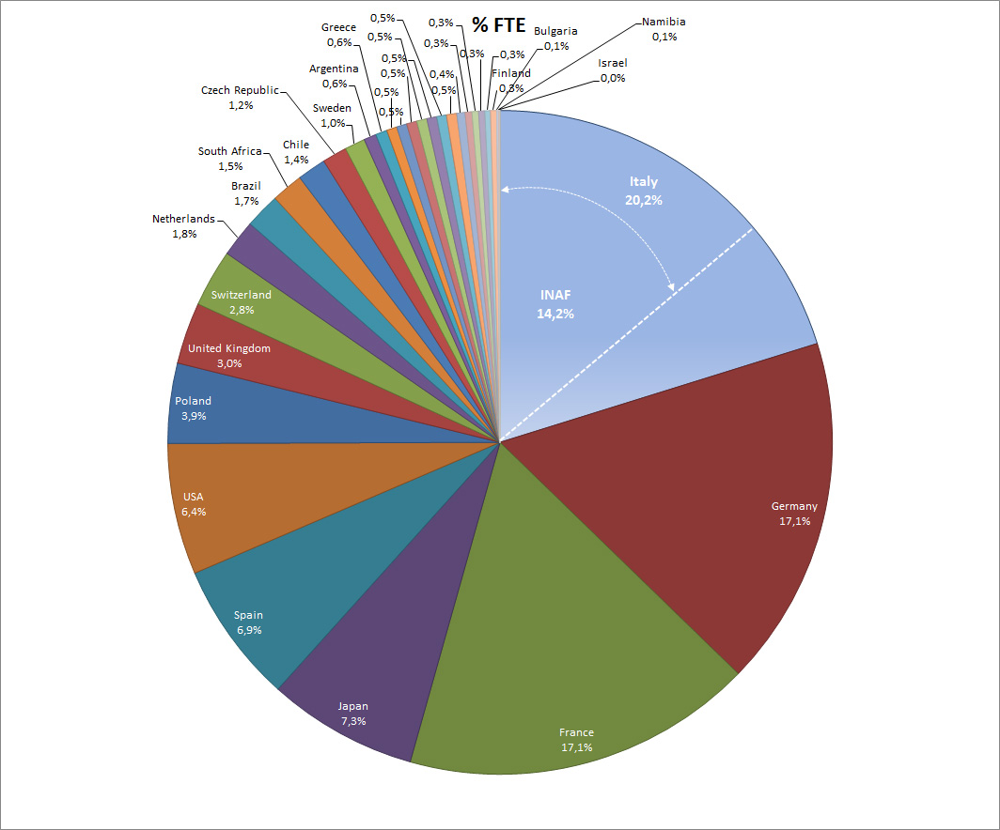 % FTE
Italy
20,2%
INAF
14,2%
Germany
17,1%
France
17,1%
Japan
7,3%
Spain
6,9%
USA
6,4%
Poland
3,9%
United Kingdom
3,0%
Switzerland
2,8%
Netherlands
1,8%
Brazil
1,7%
South Africa
1,5%
Chile
1,4%
Czech Republic
1,2%
Sweden
1,0%
Argentina
0,6%
Greece
0,6%
0,5%
0,5%
0,5%
0,5%
0,5%
0,5%
0,5%
0,4%
0,3%
0,3%
0,3%
0,3%
Finland
0,3%
Bulgaria
0,1%
Namibia
0,1%
Israel
0,0%